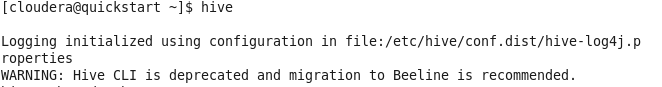 [cloudera@quickstart ~]$ hive
Logging initialized using configuration in file:/etc/hive/conf.dist/hive-log4j.p
roperties
WARNING: Hive CLI is deprecated and migration to Beeline is recommended.